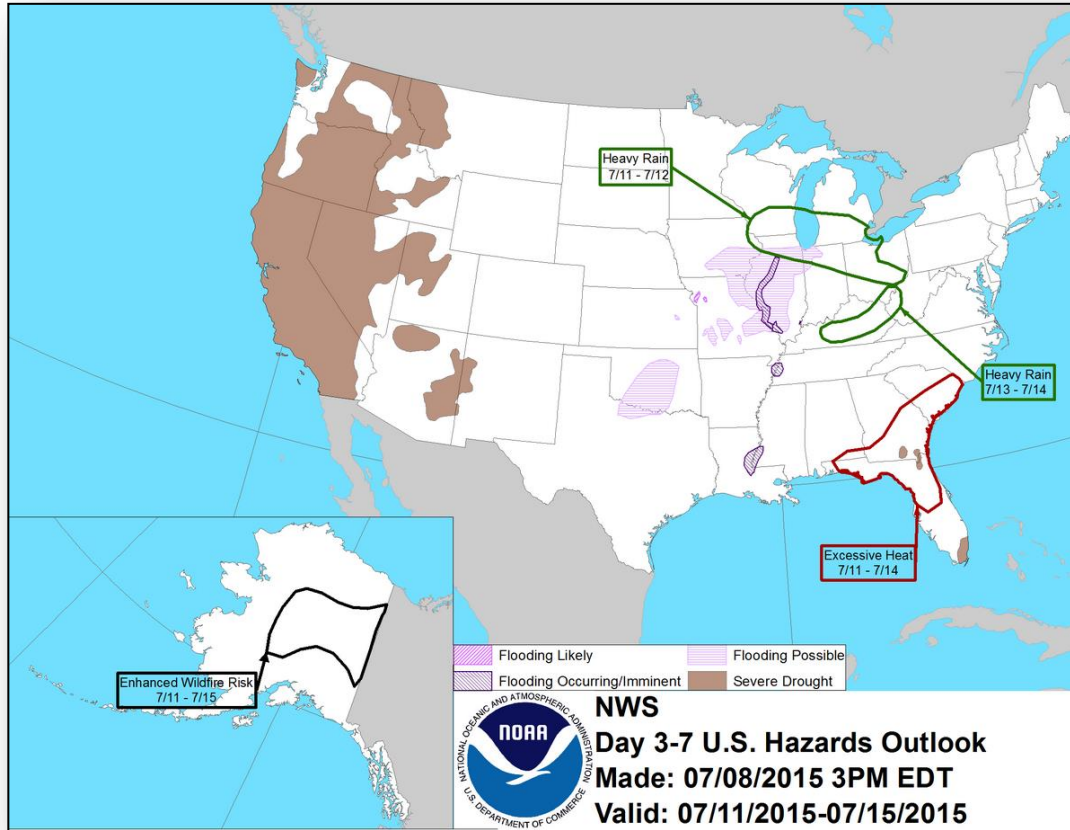 Heavy Rain
7/11 - 7/12
Heavy Rain
7/13 - 7/14
Excessive Heat
7/11 - 7/14
Enhanced Wildfire Risk
7/11 - 7/15
Flooding Likely
Flooding Possible
Flooding Occurring/Imminent
Severe Drought
NATIONAL OCEANIC AND ATMOSPHERIC ADMINISTRATION
NOAA
U.S. DEPARTMENT OF COMMERCE
NWS
Day 3-7 U.S. Hazards Outlook
Made: 07/08/2015 3PM EDT
Valid: 07/11/2015-07/15/2015